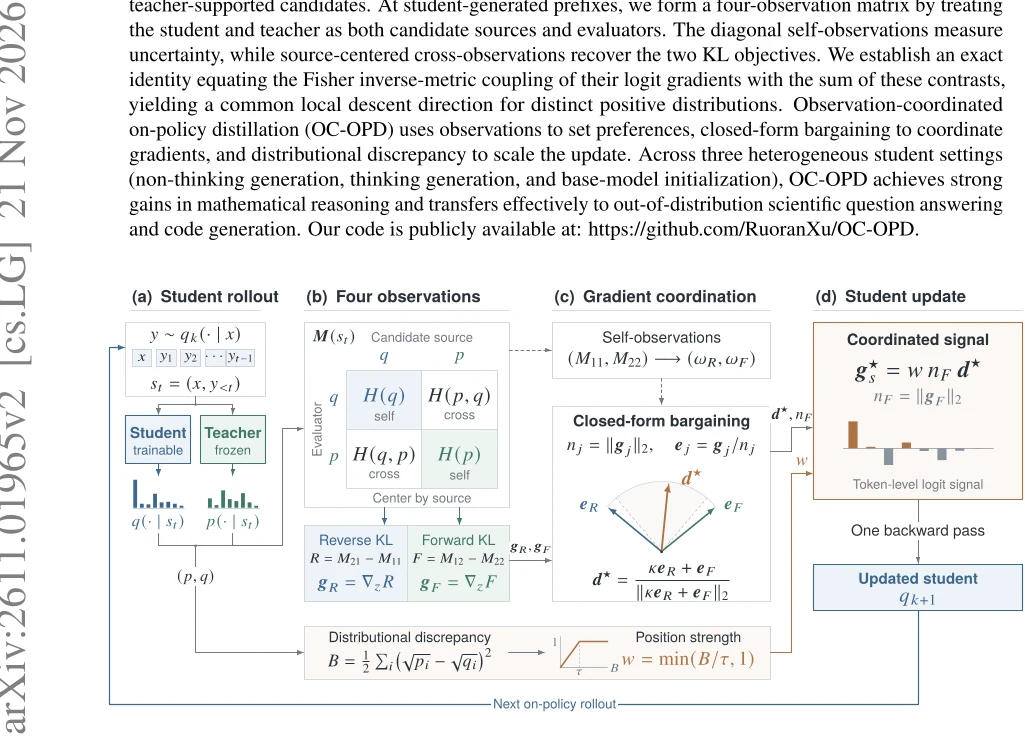 arXiv:2611.01965v2 [cs.LG] 21 Nov 2026
teacher-supported candidates. At student-generated prefixes, we form a four-observation matrix by treating
the student and teacher as both candidate sources and evaluators. The diagonal self-observations measure
uncertainty, while source-centered cross-observations recover the two KL objectives. We establish an exact
identity equating the Fisher inverse-metric coupling of their logit gradients with the sum of these contrasts,
yielding a common local descent direction for distinct positive distributions. Observation-coordinated
on-policy distillation (OC-OPD) uses observations to set preferences, closed-form bargaining to coordinate
gradients, and distributional discrepancy to scale the update. Across three heterogeneous student settings
(non-thinking generation, thinking generation, and base-model initialization), OC-OPD achieves strong
gains in mathematical reasoning and transfers effectively to out-of-distribution scientific question answering
and code generation. Our code is publicly available at: https://github.com/RuoranXu/OC-OPD.
(a) Student rollout
y ∼ q_k(· | x)
x y_1 y_2 ··· y_{t−1}
s_t = (x, y_{<t})
Student
trainable
Teacher
frozen
q(· | s_t)
p(· | s_t)
(p, q)
(b) Four observations
M(s_t) Candidate source
q p
Evaluator
q
H(q)
self
H(p, q)
cross
p
H(q, p)
cross
H(p)
self
Center by source
Reverse KL
R = M_21 − M_11
g_R = ∇_z R
Forward KL
F = M_12 − M_22
g_F = ∇_z F
g_R, g_F
(c) Gradient coordination
Self-observations
(M_11, M_22) ⟶ (ω_R, ω_F)
Closed-form bargaining
n_j = ‖g_j‖_2, e_j = g_j/n_j
d★
e_R
e_F
d★ = (κe_R + e_F) / ‖κe_R + e_F‖_2
d★, n_F
w
Distributional discrepancy
B = 1/2 ∑_i(√p_i − √q_i)^2
1
τ
B
Position strength
w = min(B/τ, 1)
(d) Student update
Coordinated signal
g_s★ = w n_F d★
n_F = ‖g_F‖_2
Token-level logit signal
One backward pass
Updated student
q_{k+1}
Next on-policy rollout